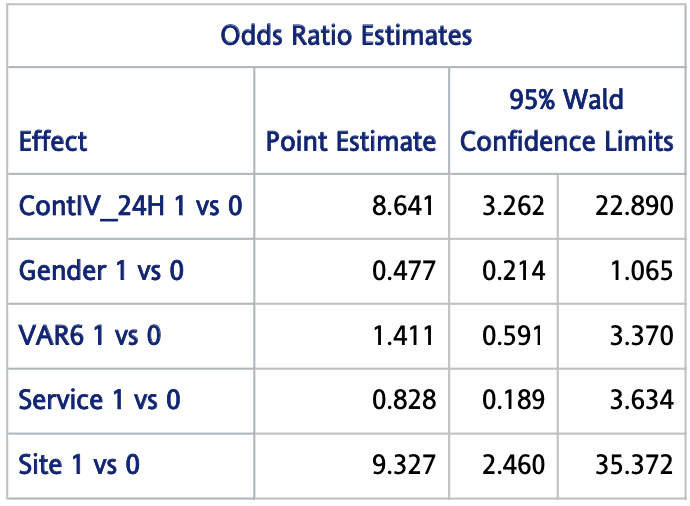 Odds Ratio Estimates
95% Wald
Effect Point Estimate Confidence Limits
ContIV_24H 1 vs 0 8.641 3.262 22.890
Gender 1 vs 0 0.477 0.214 1.065
VAR6 1 vs 0 1.411 0.591 3.370
Service 1 vs 0 0.828 0.189 3.634
Site 1 vs 0 9.327 2.460 35.372